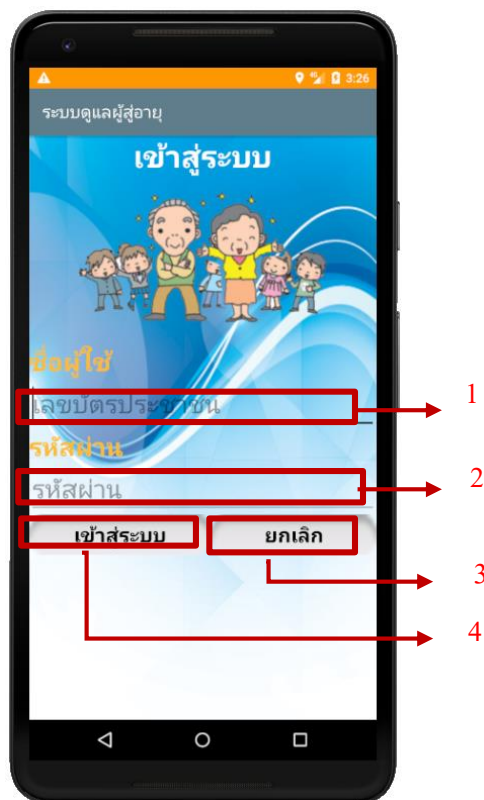 3:26
ระบบดูแลผู้สู่อายุ
เข้าสู่ระบบ
ชื่อผู้ใช้
เลขบัตรประชาชน
1
รหัสผ่าน
รหัสผ่าน
2
เข้าสู่ระบบ
ยกเลิก
3
4